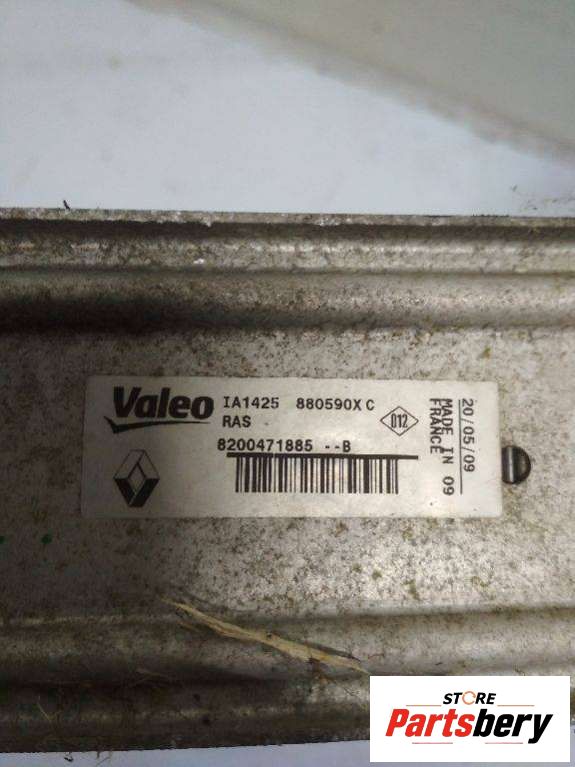 Valeo IA1425 880590X C
RAS D12
8200471885 --B
20/05/09
MADE IN 09
FRANCE
STORE
Partsbery